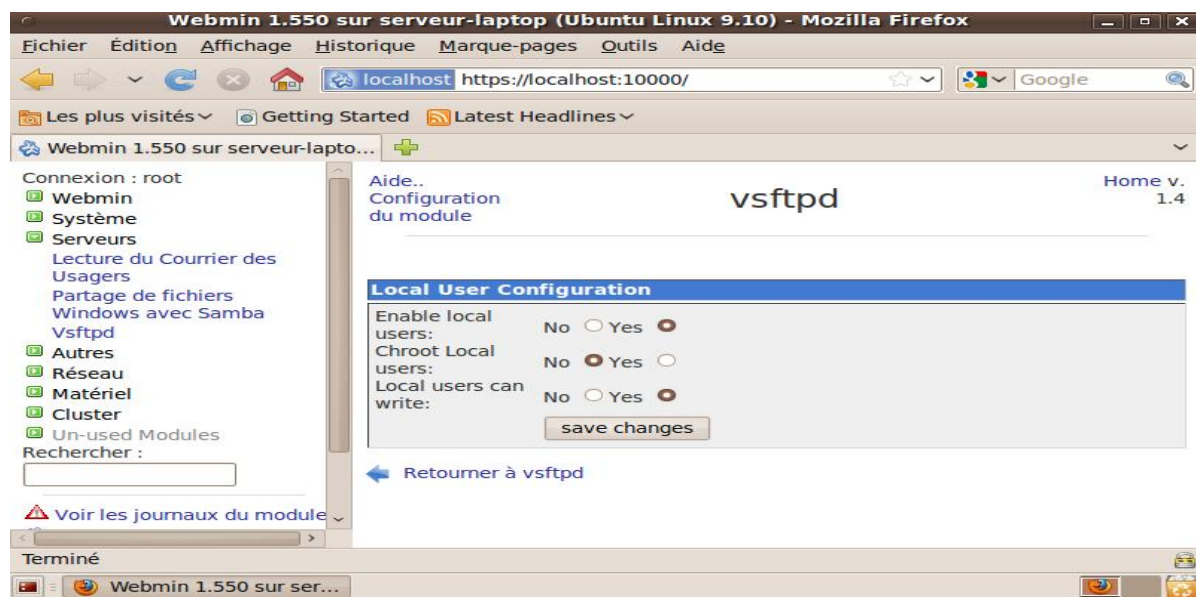 Webmin 1.550 sur serveur-laptop (Ubuntu Linux 9.10) - Mozilla Firefox
Fichier Édition Affichage Historique Marque-pages Outils Aide
localhost https://localhost:10000/ Google
Les plus visités Getting Started Latest Headlines
Webmin 1.550 sur serveur-lapto...
Connexion : root
Webmin
Système
Serveurs
Lecture du Courrier des
Usagers
Partage de fichiers
Windows avec Samba
Vsftpd
Autres
Réseau
Matériel
Cluster
Un-used Modules
Rechercher :
Voir les journaux du module
Aide..
Configuration
du module
vsftpd
Home v.
1.4
Local User Configuration
Enable local
users: No Yes
Chroot Local
users: No Yes
Local users can
write: No Yes
save changes
Retourner à vsftpd
Terminé
Webmin 1.550 sur ser...